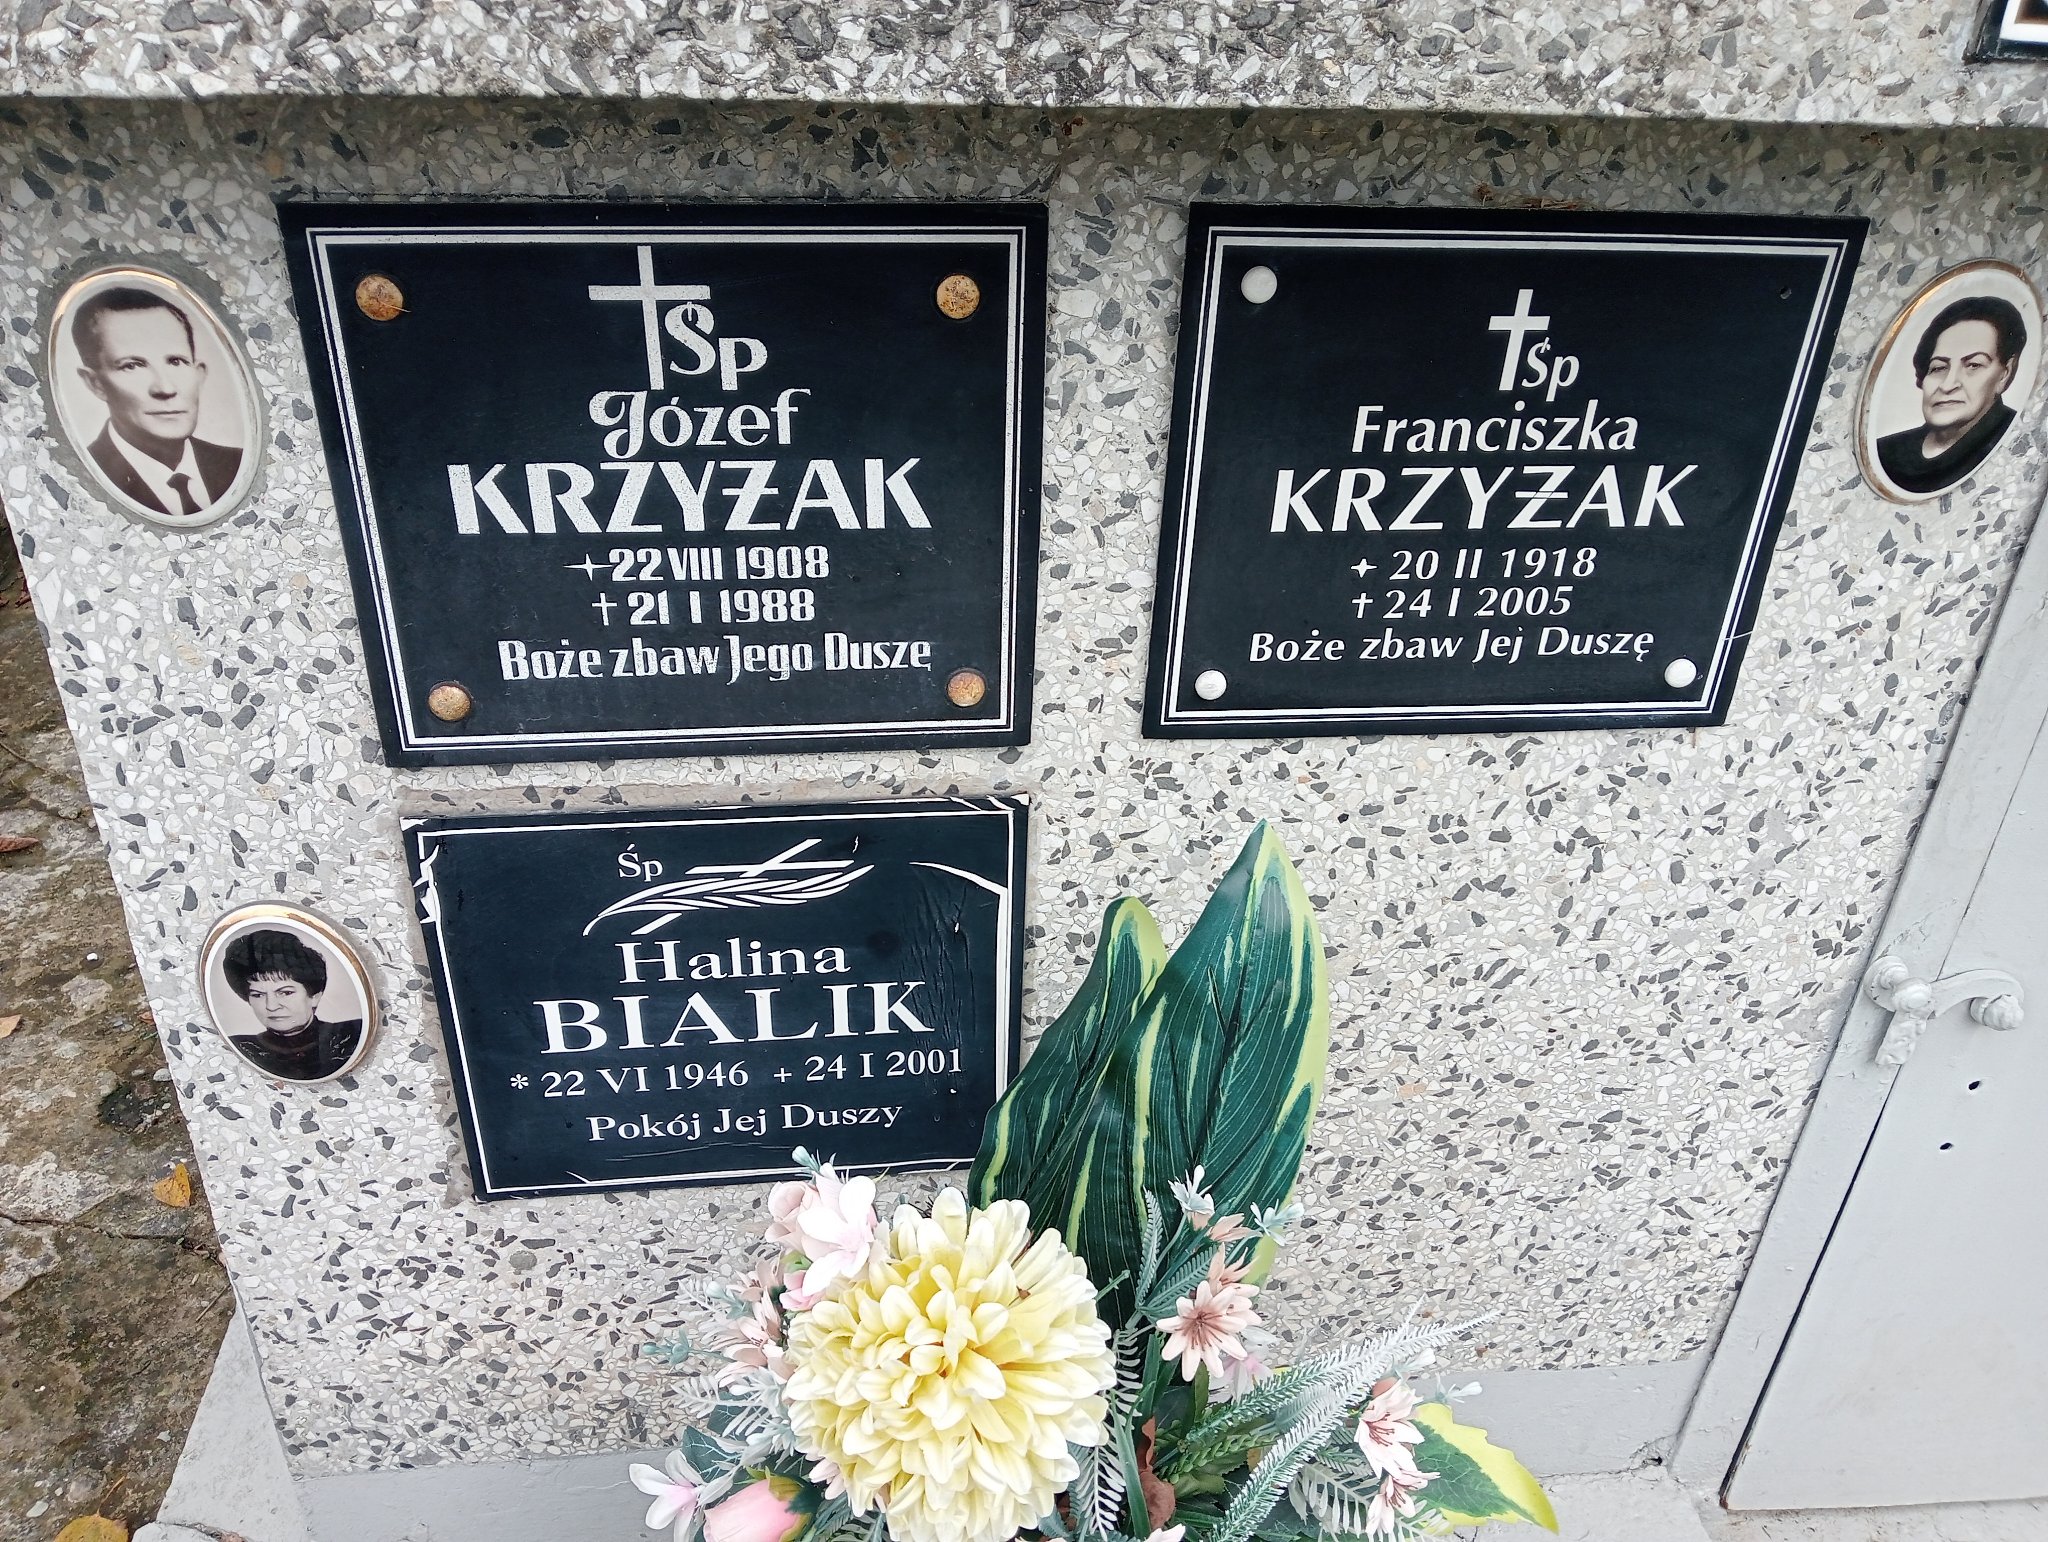 Śp
Józef
KRZYŻAK
22 VIII 1908
† 21 I 1988
Boże zbaw Jego Duszę
Śp
Franciszka
KRZYŻAK
20 II 1918
† 24 I 2005
Boże zbaw Jej Duszę
Śp
Halina
BIALIK
* 22 VI 1946 + 24 I 2001
Pokój Jej Duszy